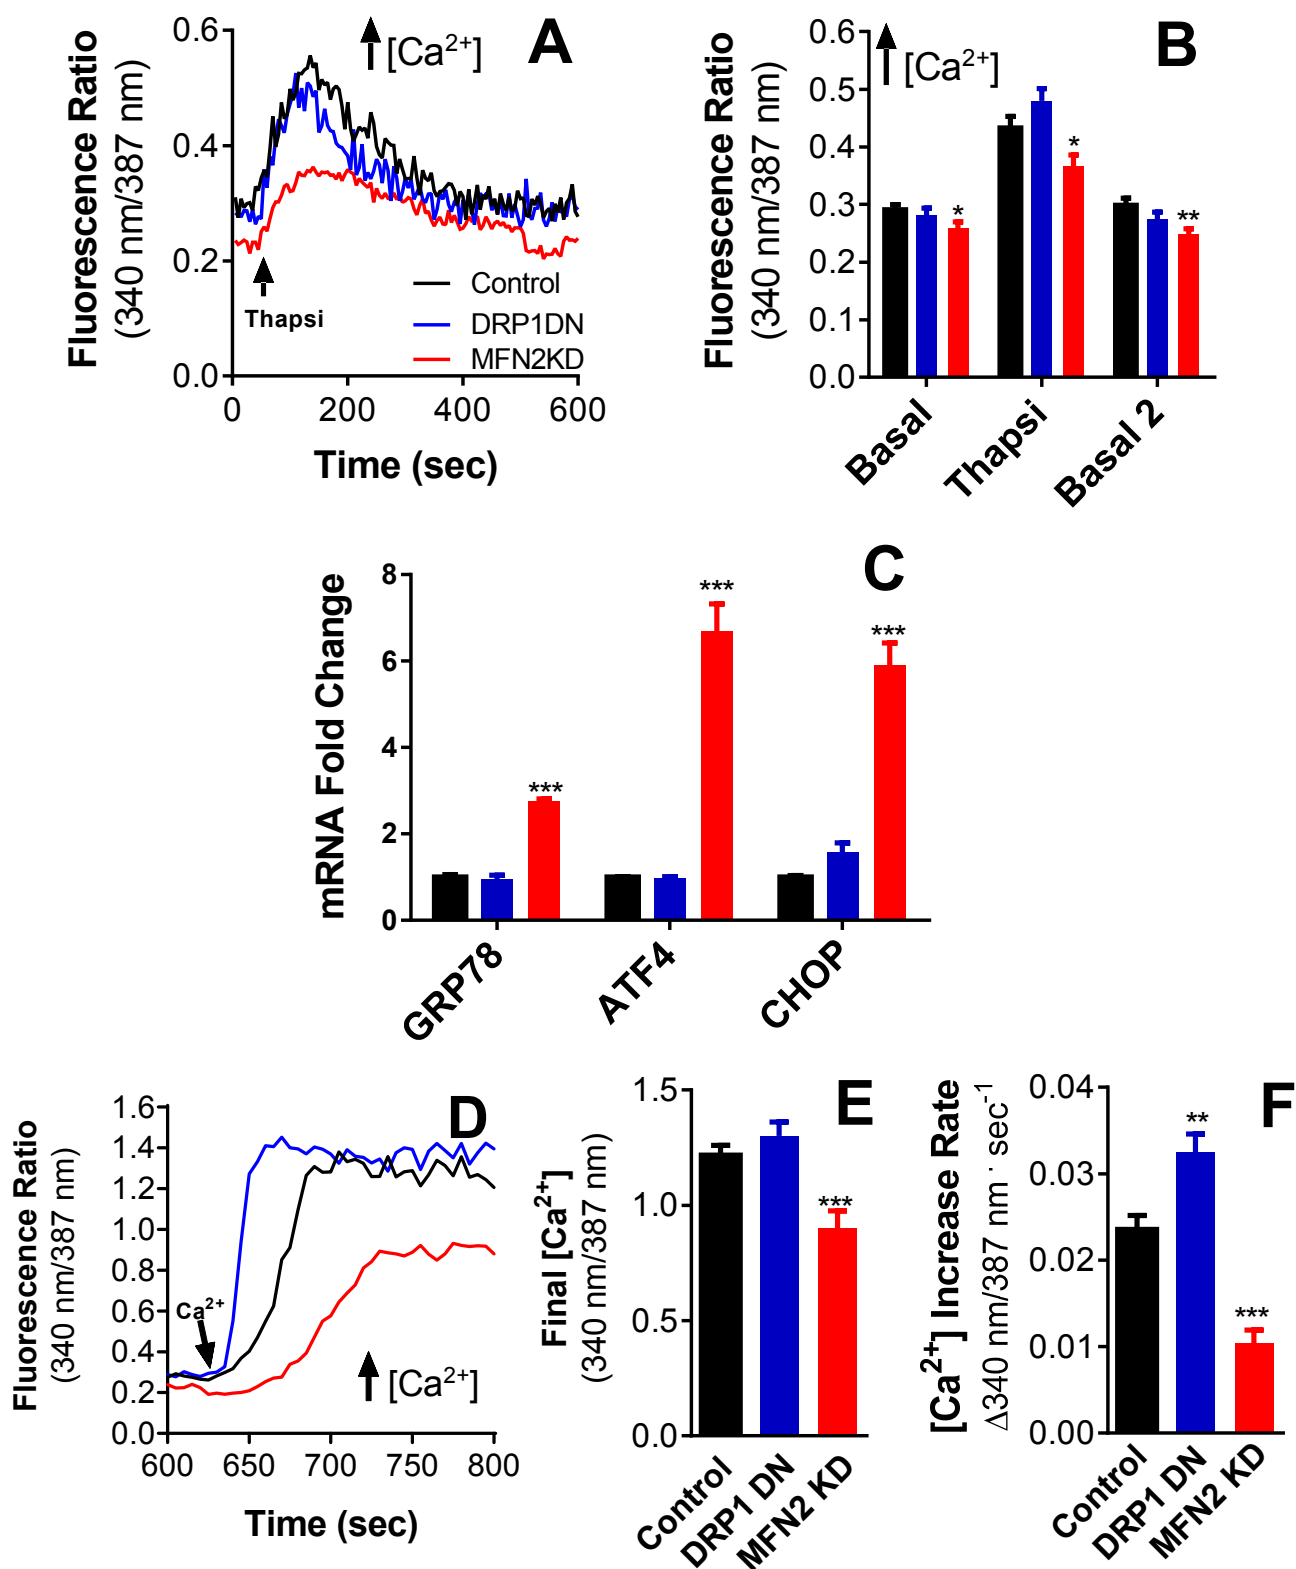 A
Fluorescence Ratio
(340 nm/387 nm)
0.6
0.4
0.2
0.0
[Ca²⁺]
Thapsi
Control
DRP1DN
MFN2KD
0
200
400
600
Time (sec)
B
Fluorescence Ratio
(340 nm/387 nm)
0.6
0.5
0.4
0.3
0.2
0.1
0.0
[Ca²⁺]
*
*
**
Basal
Thapsi
Basal 2
C
mRNA Fold Change
8
6
4
2
0
***
***
***
GRP78
ATF4
CHOP
D
Fluorescence Ratio
(340 nm/387 nm)
1.6
1.4
1.2
1.0
0.8
0.6
0.4
0.2
0.0
Ca²⁺
[Ca²⁺]
600
650
700
750
800
Time (sec)
E
Final [Ca²⁺]
(340 nm/387 nm)
1.5
1.0
0.5
0.0
***
Control
DRP1 DN
MFN2 KD
F
[Ca²⁺] Increase Rate
Δ340 nm/387 nm · sec⁻¹
0.04
0.03
0.02
0.01
0.00
**
***
Control
DRP1 DN
MFN2 KD